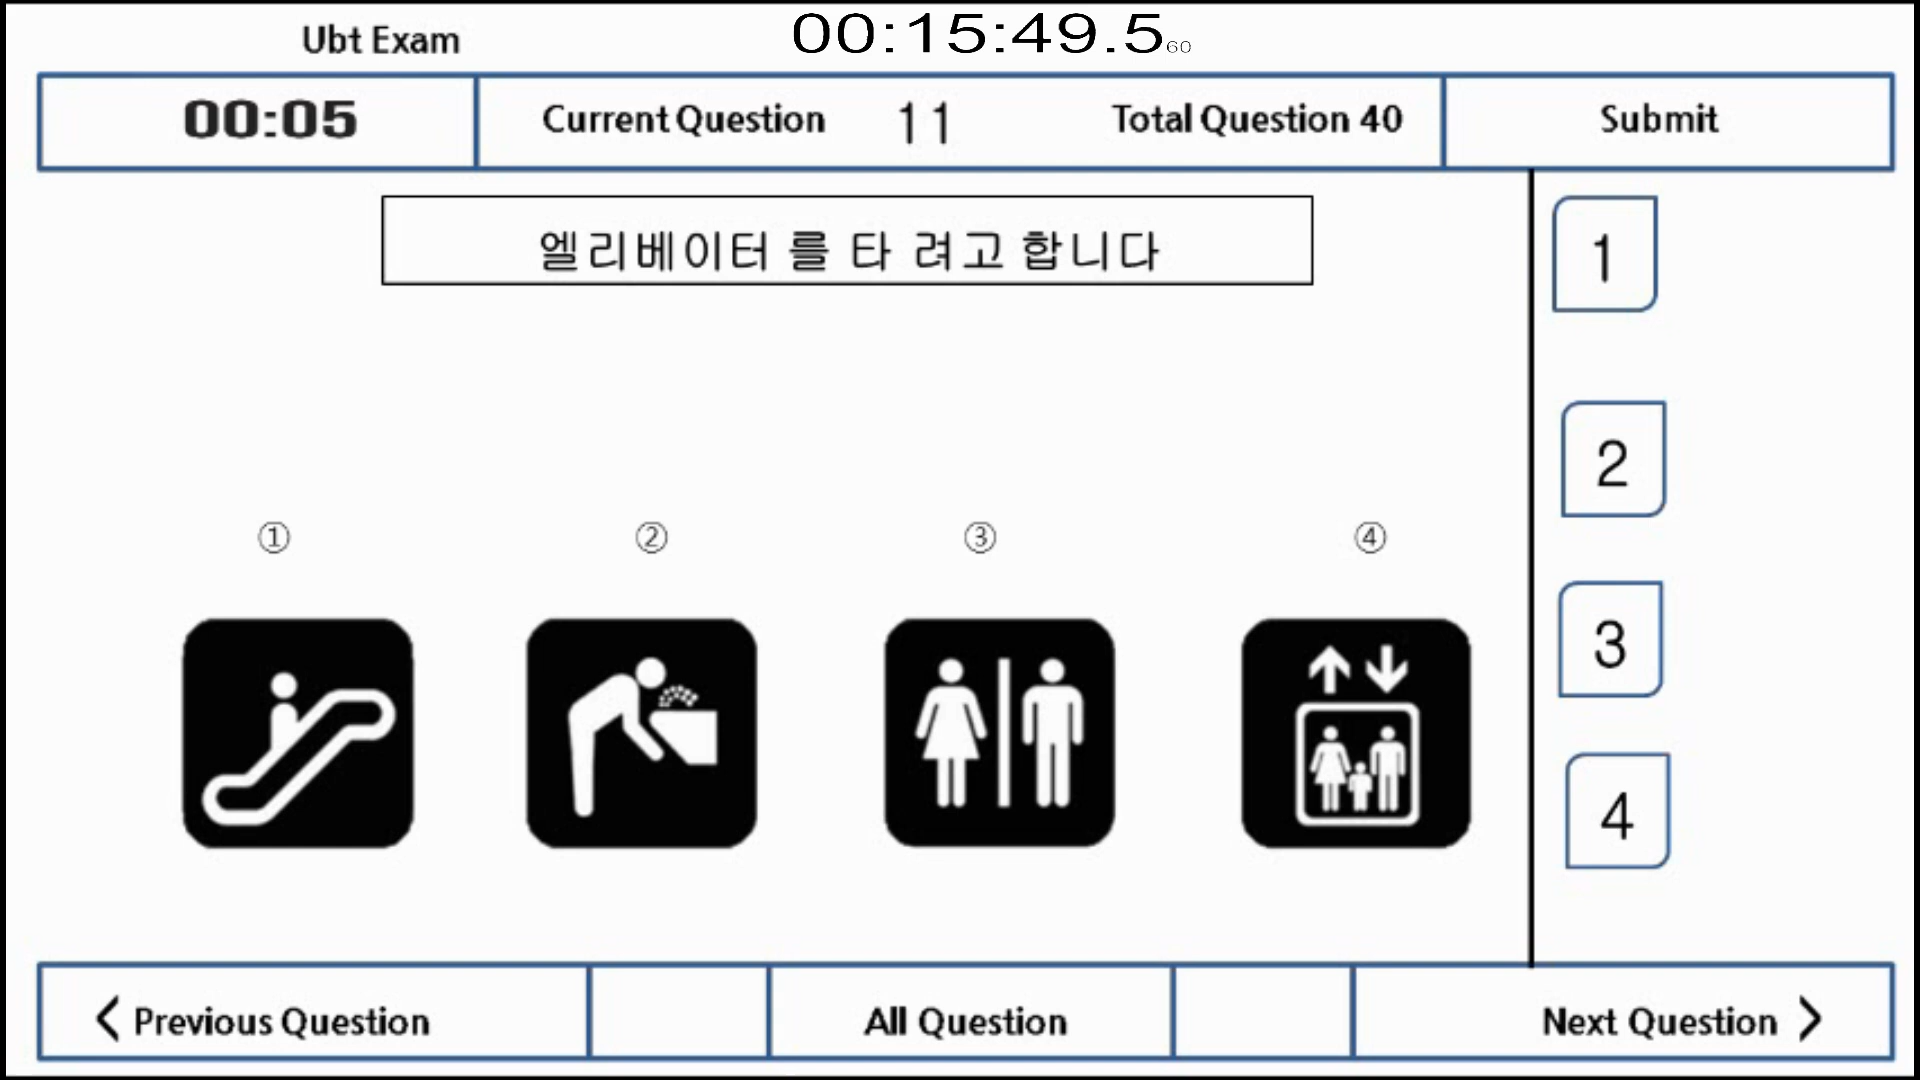 Ubt Exam 00:15:49.560
00:05 Current Question 11 Total Question 40 Submit
엘리베이터 를 타 려고 합니다
1
2
① ② ③ ④
3
4
< Previous Question All Question Next Question >